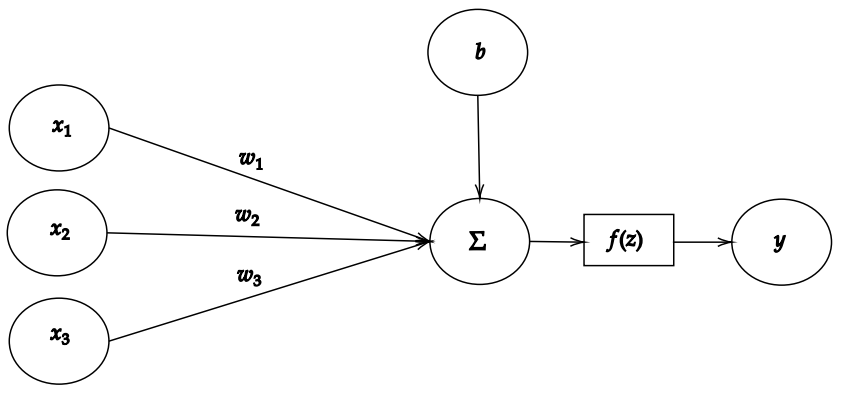 b
x₁
w₁
x₂
w₂
Σ
f(z)
y
w₃
x₃